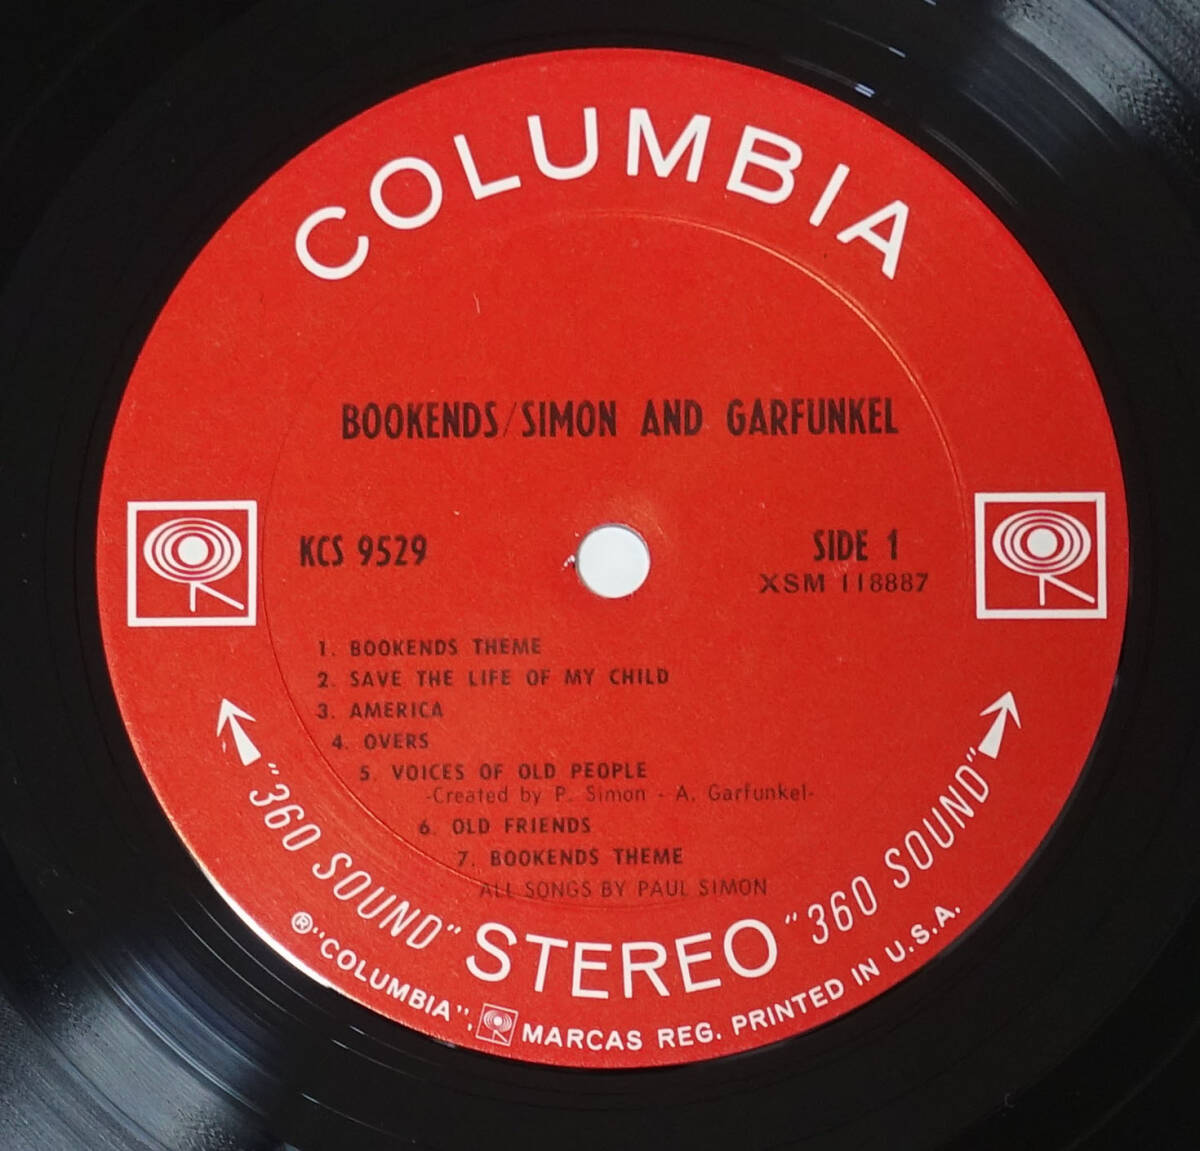 COLUMBIA
BOOKENDS/SIMON AND GARFUNKEL
KCS 9529
SIDE 1
XSM 118887
1. BOOKENDS THEME
2. SAVE THE LIFE OF MY CHILD
3. AMERICA
4. OVERS
5. VOICES OF OLD PEOPLE
-Created by P. Simon - A. Garfunkel-
6. OLD FRIENDS
7. BOOKENDS THEME
ALL SONGS BY PAUL SIMON
"360 SOUND" STEREO "360 SOUND"
® "COLUMBIA", MARCAS REG. PRINTED IN U.S.A.